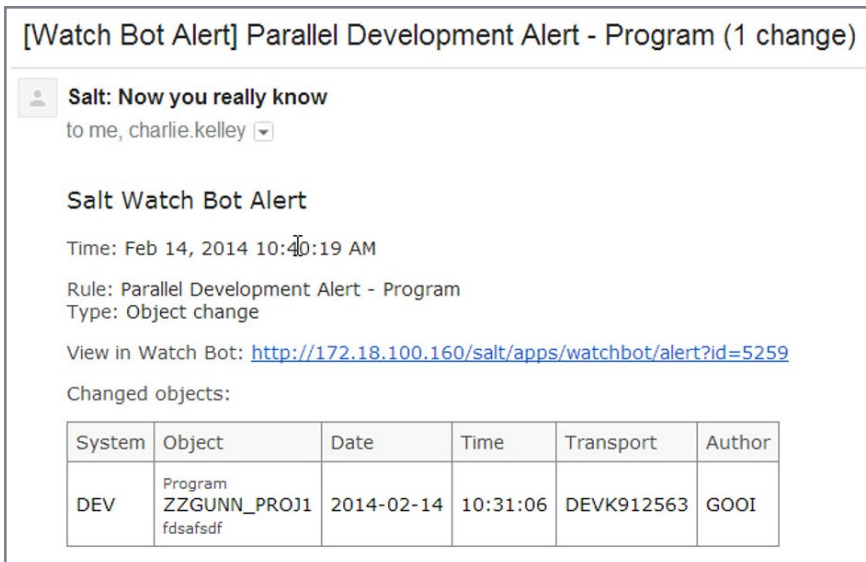 [Watch Bot Alert] Parallel Development Alert - Program (1 change)
Salt: Now you really know
to me, charlie.kelley
Salt Watch Bot Alert
Time: Feb 14, 2014 10:40:19 AM
Rule: Parallel Development Alert - Program
Type: Object change
View in Watch Bot: http://172.18.100.160/salt/apps/watchbot/alert?id=5259
Changed objects:
System Object Date Time Transport Author
Program
DEV ZZGUNN_PROJ1 2014-02-14 10:31:06 DEVK912563 GOOI
fdsafsdf